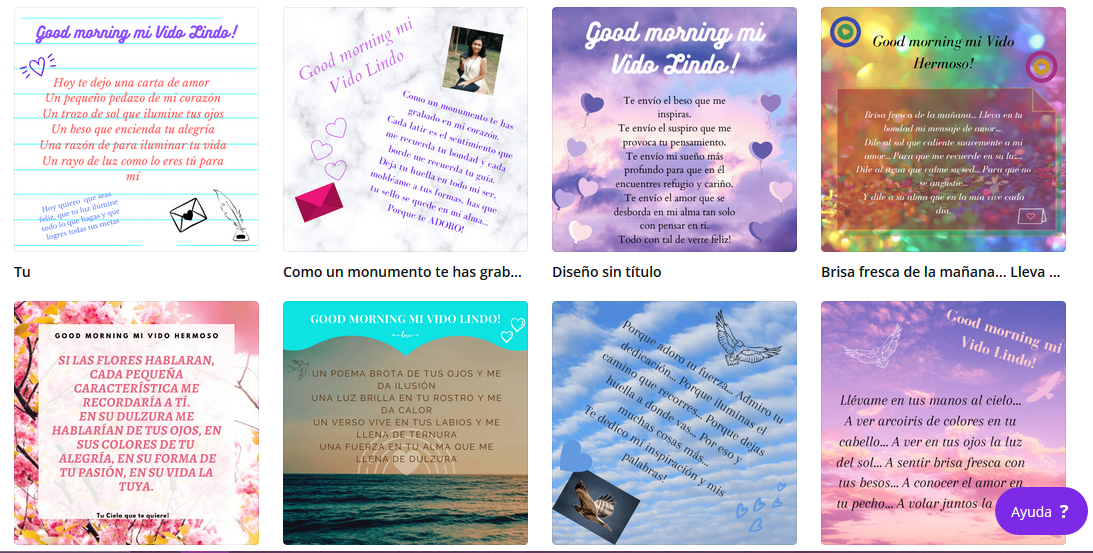 Good morning mi Vido Lindo!
Hoy te dejo una carta de amor
Un pequeño pedazo de mi corazón
Un trozo de sol que ilumine tus ojos
Un beso que encienda tu alegría
Una razón de para iluminar tu vida
Un rayo de luz como lo eres tú para
mí
Hoy quiero que seas
feliz, que tu luz ilumine
todo lo que hagas y que
logres todas tus metas
Tu
Good morning mi
Vido Lindo
Como un monumento te has
grabado en mi corazón.
Cada latir es el sentimiento que
me recuerda tu bondad y cada
borde me recuerda tu guía.
Deja tu huella en todo mi ser,
moldéame a tus formas, has que
tu sello se quede en mi alma...
Porque te ADORO!
Como un monumento te has grab...
Good morning mi
Vido Lindo!
Te envío el beso que me
inspiras.
Te envío el suspiro que me
provoca tu pensamiento.
Te envío mi sueño más
profundo para que en él
encuentres refugio y cariño.
Te envío el amor que se
desborda en mi alma tan solo
con pensar en ti.
Todo con tal de verte feliz!
Diseño sin título
Good morning mi Vido
Hermoso!
Brisa fresca de la mañana... Lleva en tu
bondad mi mensaje de amor...
Dile al sol que caliente suavemente a mi
amor... Para que me recuerde en su luz...
Dile al agua que calme su sed... Para que no
se angustie...
Y dile a su alma que en la mía vive cada
día.
Brisa fresca de la mañana... Lleva ...
GOOD MORNING MI VIDO HERMOSO
SI LAS FLORES HABLARAN,
CADA PEQUEÑA
CARACTERÍSTICA ME
RECORDARÍA A TÍ.
EN SU DULZURA ME
HABLARÍAN DE TUS OJOS, EN
SUS COLORES DE TU
ALEGRÍA, EN SU FORMA DE
TU PASIÓN, EN SU VIDA LA
TUYA.
Tu Ciela que te quiere!
GOOD MORNING MI VIDO LINDO!
love
UN POEMA BROTA DE TUS OJOS Y ME
DA ILUSIÓN
UNA LUZ BRILLA EN TU ROSTRO Y ME
DA CALOR
UN VERSO VIVE EN TUS LABIOS Y ME
LLENA DE TERNURA
UNA FUERZA EN TU ALMA QUE ME
LLENA DE DULZURA
Porque adoro tu fuerza... Admiro tu
dedicación... Porque iluminas el
camino que recorres... Porque dejas
huella a donde vas... Por eso y
muchas cosas más...
Te dedico mi inspiración y mis
palabras!
Good morning mi
Vido Lindo!
Llévame en tus manos al cielo...
A ver arcoiris de colores en tu
cabello... A ver en tus ojos la luz
del sol... A sentir brisa fresca con
tus besos... A conocer el amor en
tu pecho... A volar juntos la
Ayuda ?